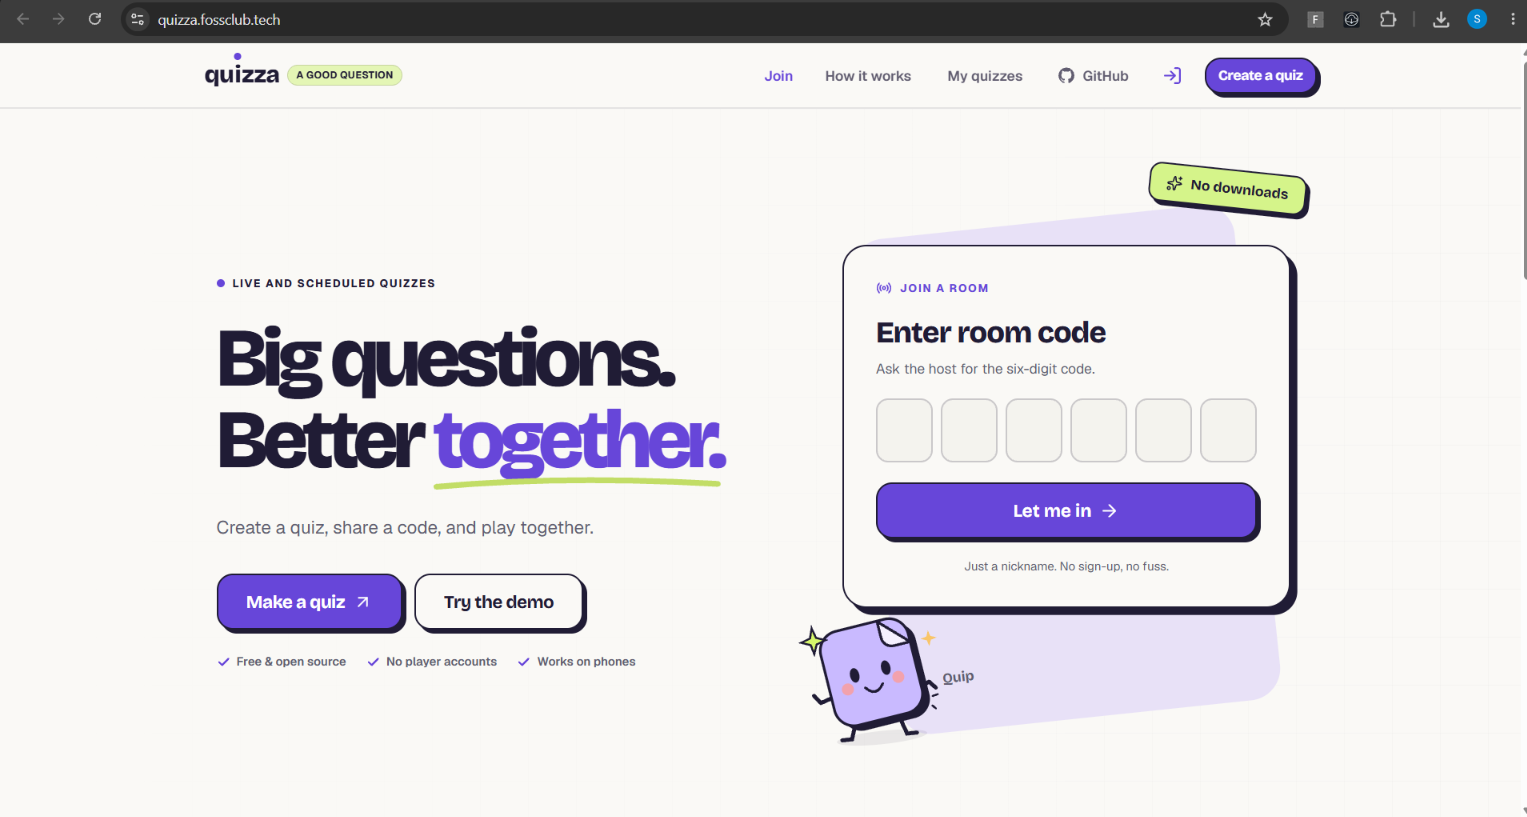 quizza.fossclub.tech
F
S
quizza
A GOOD QUESTION
Join
How it works
My quizzes
GitHub
Create a quiz
No downloads
LIVE AND SCHEDULED QUIZZES
Big questions.
Better together.
Create a quiz, share a code, and play together.
Make a quiz
Try the demo
Free & open source
No player accounts
Works on phones
JOIN A ROOM
Enter room code
Ask the host for the six-digit code.
Let me in
Just a nickname. No sign-up, no fuss.
Quip